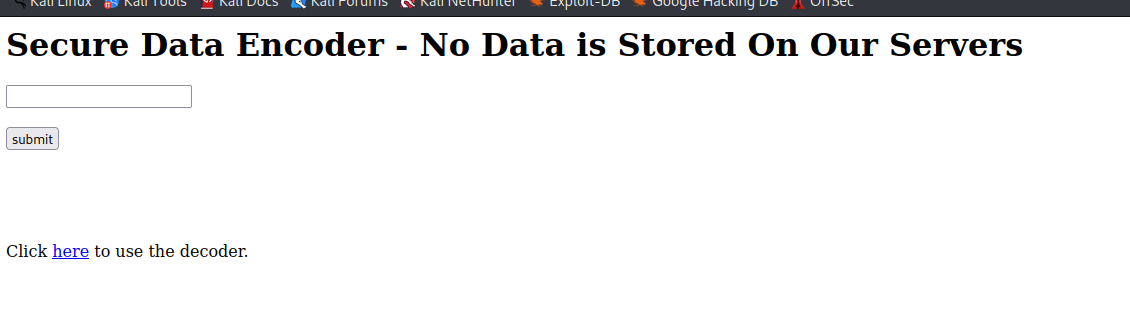 Kali Linux Kali Tools Kali Docs Kali Forums Kali NetHunter Exploit-DB Google Hacking DB OffSec
Secure Data Encoder - No Data is Stored On Our Servers
submit
Click here to use the decoder.